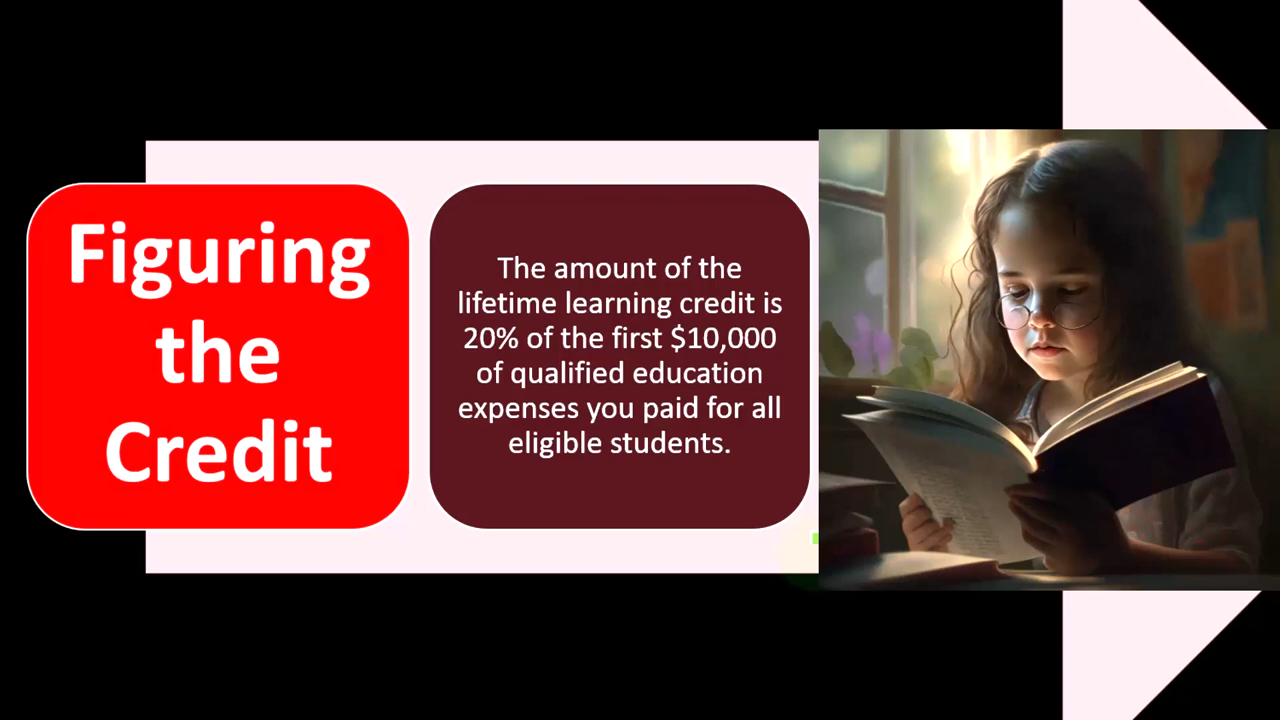 Figuring
the
Credit
The amount of the
lifetime learning credit is
20% of the first $10,000
of qualified education
expenses you paid for all
eligible students.